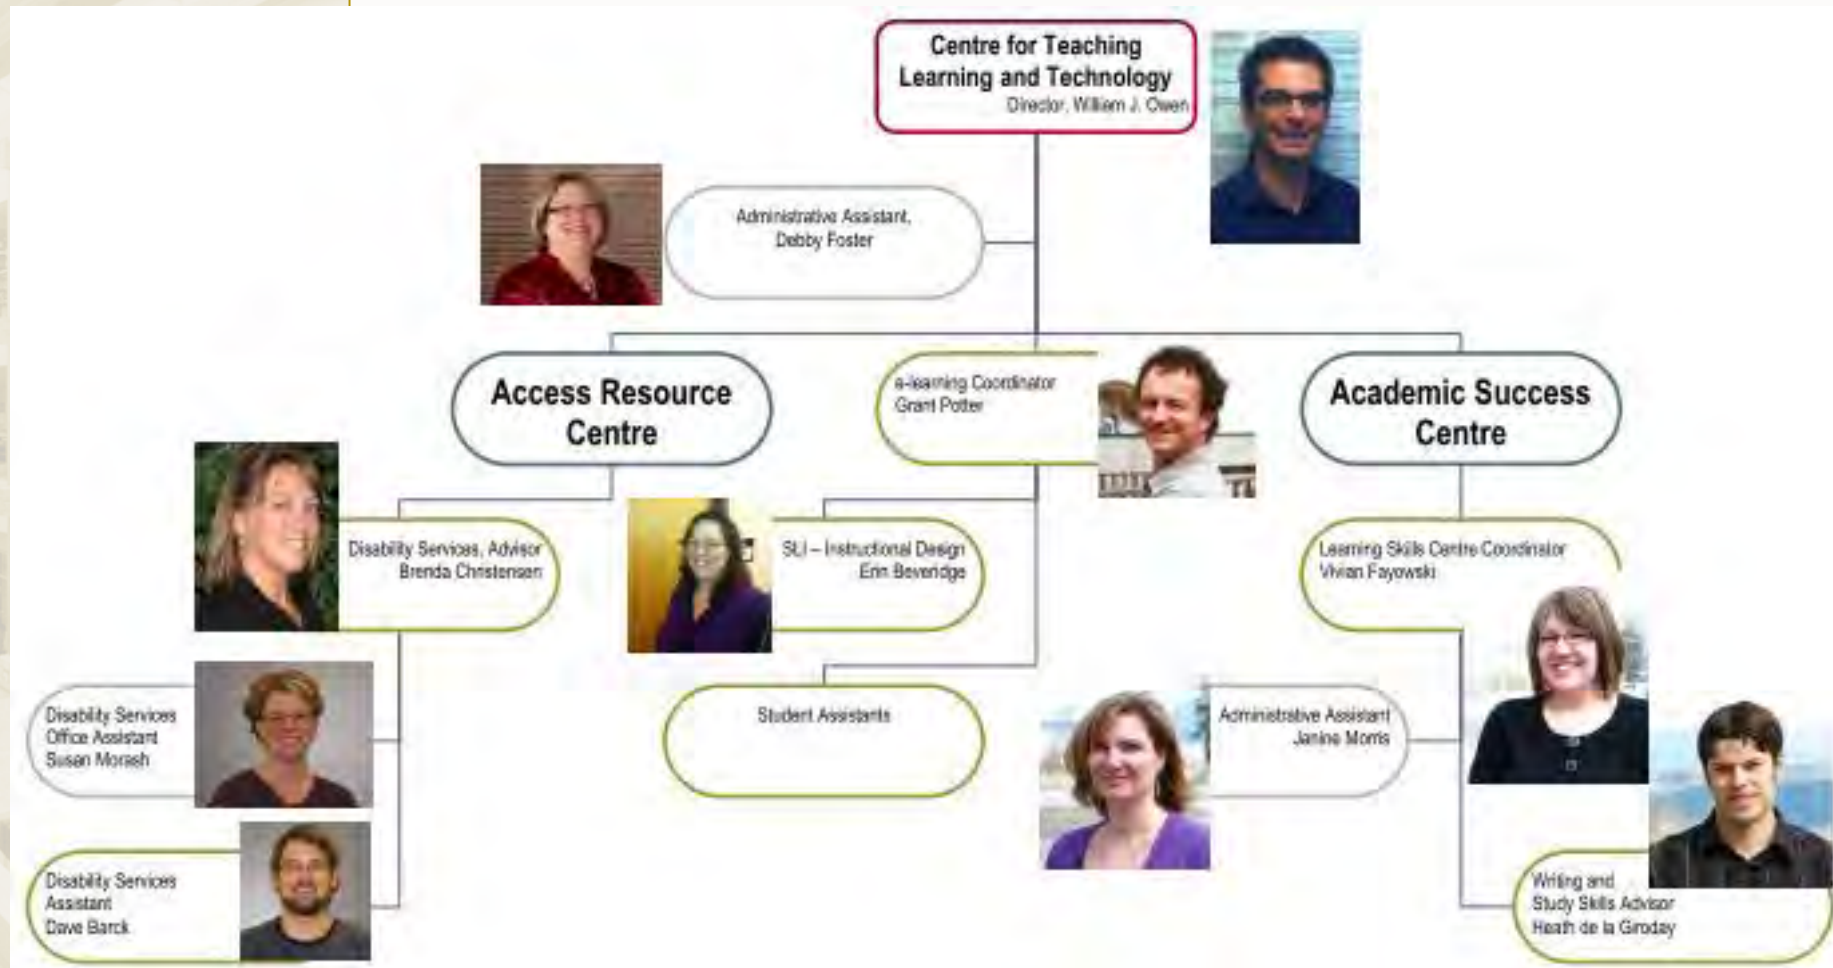 Centre for Teaching
Learning and Technology
Director, William J. Owen
Administrative Assistant,
Debby Foster
Access Resource
Centre
e-learning Coordinator
Grant Potter
Academic Success
Centre
Disability Services, Advisor
Brenda Christensen
SLI – Instructional Design
Erin Beveridge
Learning Skills Centre Coordinator
Vivian Fayowski
Disability Services
Office Assistant
Susan Morash
Student Assistants
Administrative Assistant
Janine Morris
Disability Services
Assistant
Dave Barck
Writing and
Study Skills Advisor
Heath de la Giroday